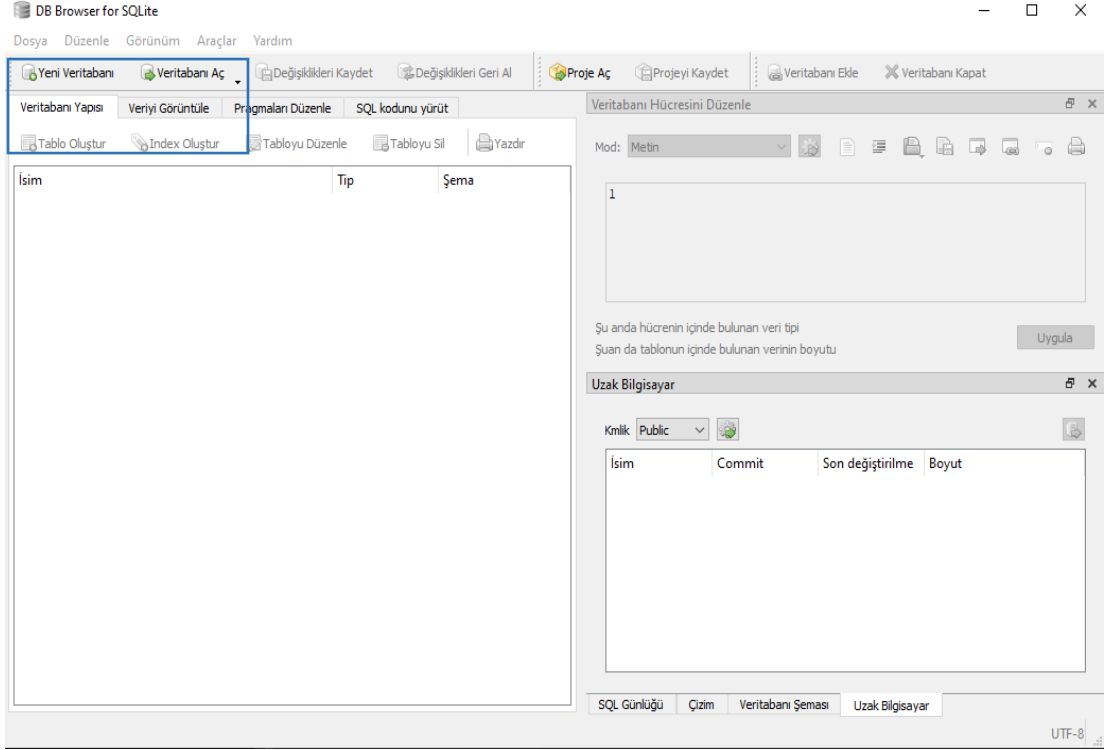 DB Browser for SQLite
Dosya Düzenle Görünüm Araçlar Yardım
Yeni Veritabanı Veritabanı Aç Değişiklikleri Kaydet Değişiklikleri Geri Al Proje Aç Projeyi Kaydet Veritabanı Ekle Veritabanı Kapat
Veritabanı Yapısı Veriyi Görüntüle Pragmaları Düzenle SQL kodunu yürüt
Tablo Oluştur Index Oluştur Tabloyu Düzenle Tabloyu Sil Yazdır
İsim Tip Şema
Veritabanı Hücresini Düzenle
Mod: Metin
1
Şu anda hücrenin içinde bulunan veri tipi
Şuan da tablonun içinde bulunan verinin boyutu
Uygula
Uzak Bilgisayar
Kmlik Public
İsim Commit Son değiştirilme Boyut
SQL Günlüğü Çizim Veritabanı Şeması Uzak Bilgisayar
UTF-8